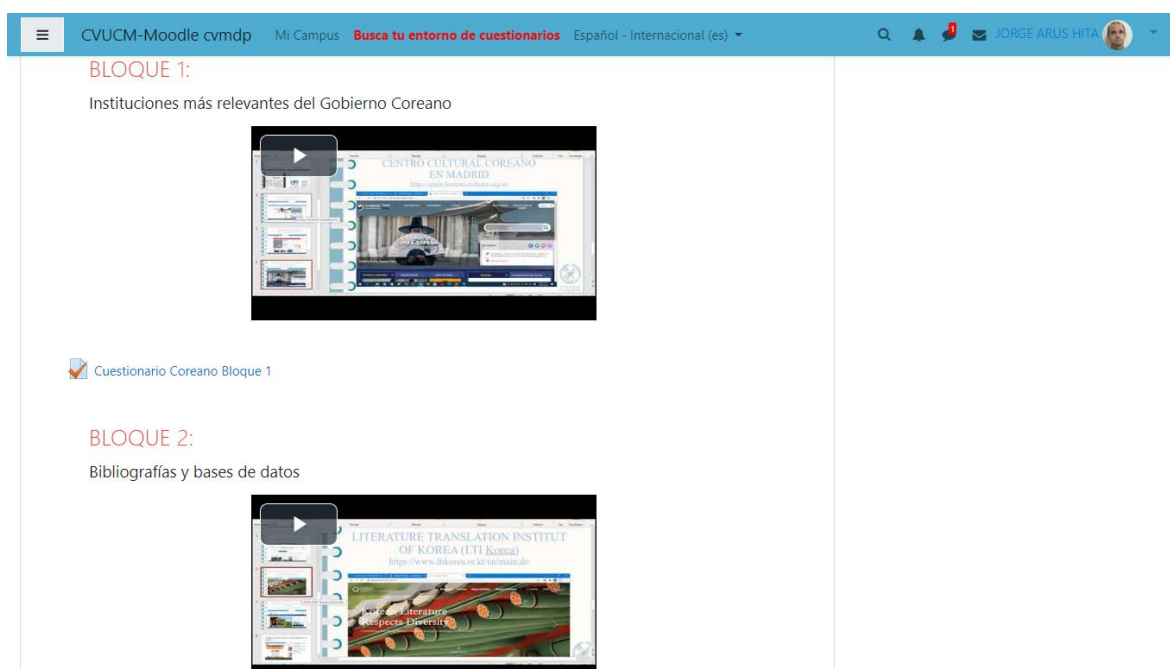 CVUCM-Moodle cvmdp Mi Campus Busca tu entorno de cuestionarios Español - Internacional (es) 1 JORGE ARUS HITA
BLOQUE 1:
Instituciones más relevantes del Gobierno Coreano
CENTRO CULTURAL COREANO
EN MADRID
Cuestionario Coreano Bloque 1
BLOQUE 2:
Bibliografías y bases de datos
LITERATURE TRANSLATION INSTITUT
OF KOREA (LTI Korea)
https://www.ltikorea.or.kr/en/main.do
Korean Literature
Respects Diversity